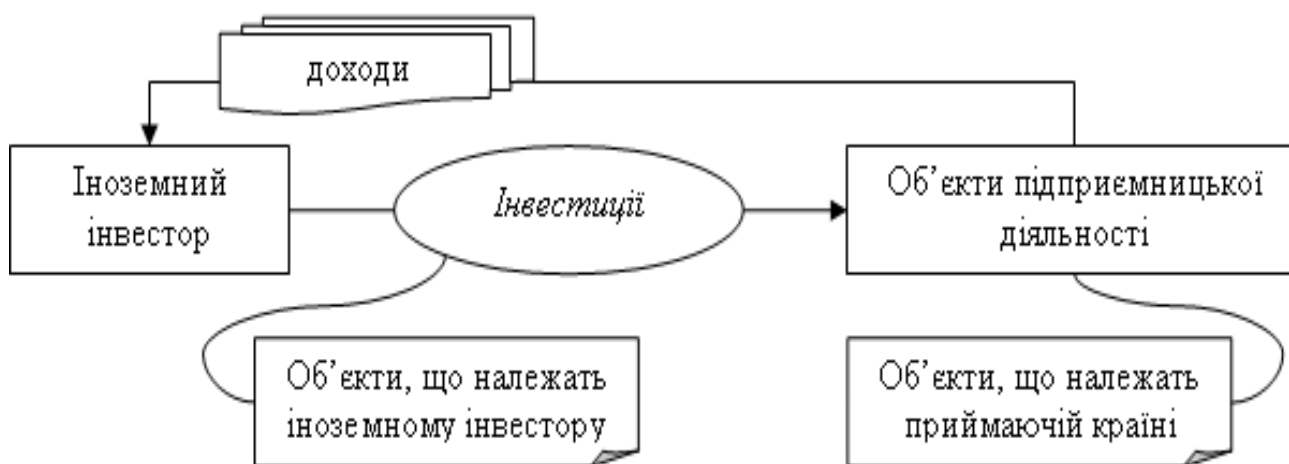 доходи
Іноземний
інвестор
Інвестиції
Об’єкти підприємницької
діяльності
Об’єкти, що належать
іноземному інвестору
Об’єкти, що належать
приймаючій країні